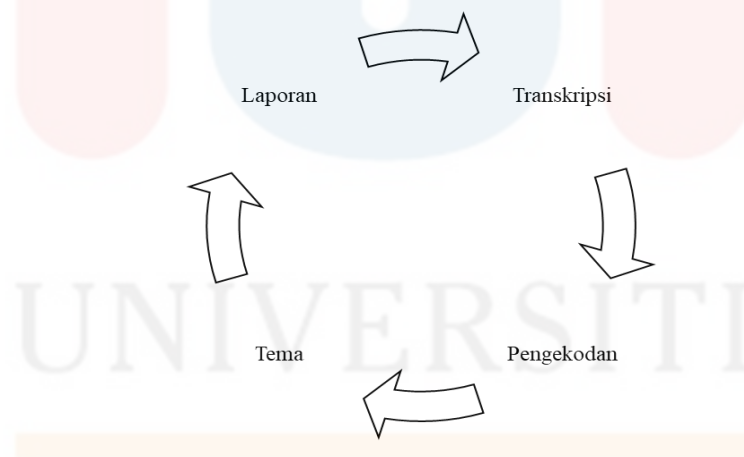 Laporan
Transkripsi
UNIVERSITI
Tema
Pengekodan